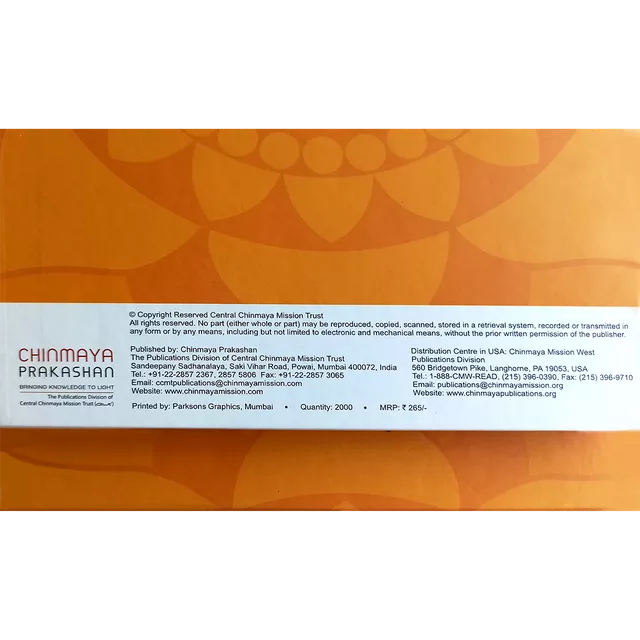 © Copyright Reserved Central Chinmaya Mission Trust
All rights reserved. No part (either whole or part) may be reproduced, copied, scanned, stored in a retrieval system, recorded or transmitted in
any form or by any means, including but not limited to electronic and mechanical means, without the prior written permission of the publisher.
CHINMAYA
PRAKASHAN
BRINGING KNOWLEDGE TO LIGHT
The Publications Division of
Central Chinmaya Mission Trust
Published by: Chinmaya Prakashan
The Publications Division of Central Chinmaya Mission Trust
Sandeepany Sadhanalaya, Saki Vihar Road, Powai, Mumbai 400072, India
Tel.: +91-22-2857 2367, 2857 5806 Fax: +91-22-2857 3065
Email: ccmtpublications@chinmayamission.com
Website: www.chinmayamission.com
Distribution Centre in USA: Chinmaya Mission West
Publications Division
560 Bridgetown Pike, Langhorne, PA 19053, USA
Tel.: 1-888-CMW-READ, (215) 396-0390, Fax: (215) 396-9710
Email: publications@chinmayamission.org
Website: www.chinmayapublications.org
Printed by: Parksons Graphics, Mumbai • Quantity: 2000 • MRP: ₹ 265/-